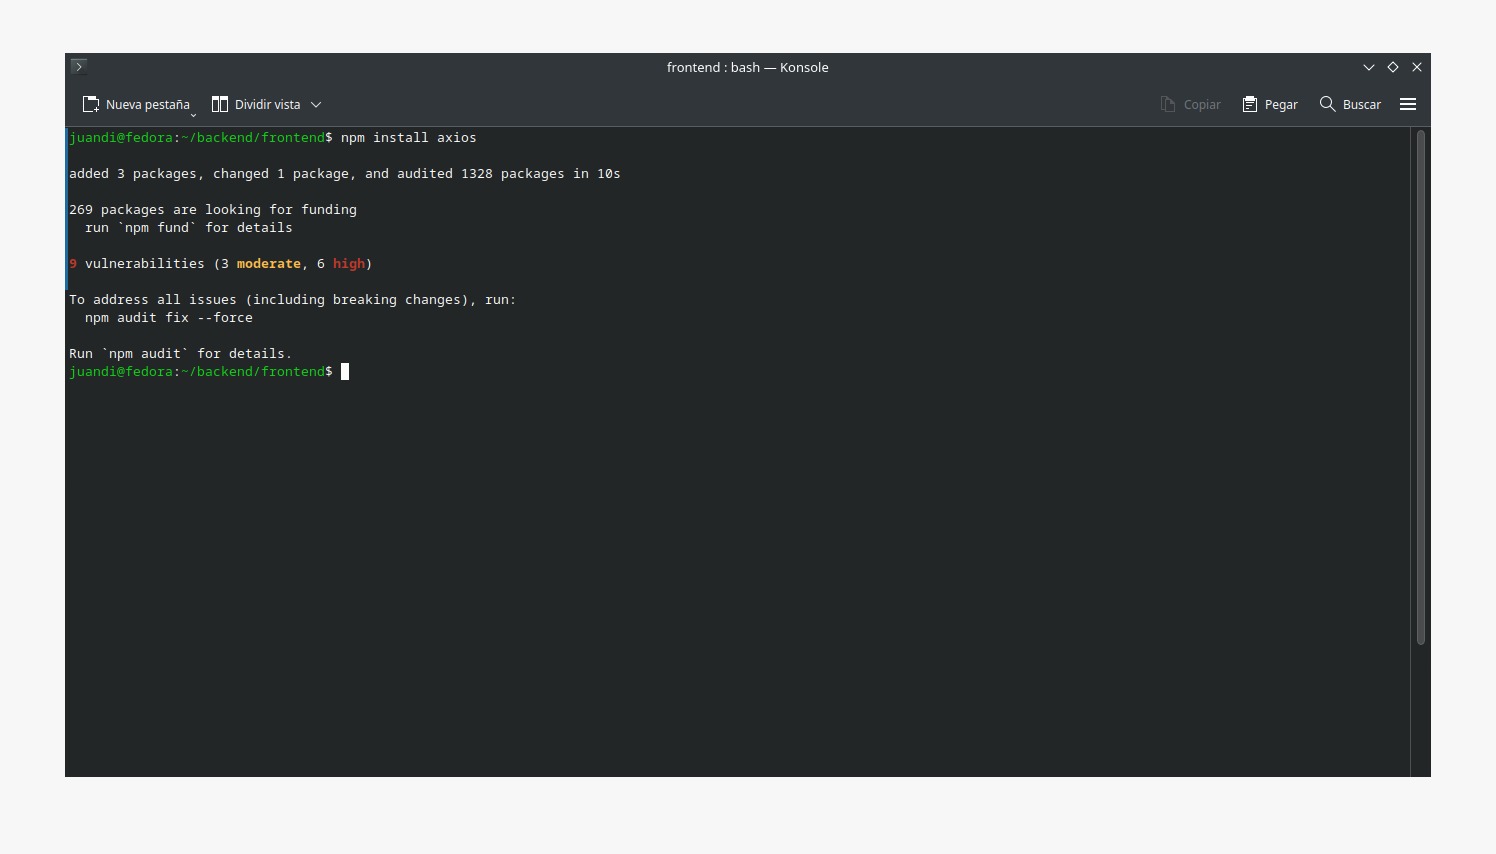 frontend : bash — Konsole
Nueva pestaña Dividir vista Copiar Pegar Buscar
juandi@fedora:~/backend/frontend$ npm install axios
added 3 packages, changed 1 package, and audited 1328 packages in 10s
269 packages are looking for funding
  run `npm fund` for details
9 vulnerabilities (3 moderate, 6 high)
To address all issues (including breaking changes), run:
  npm audit fix --force
Run `npm audit` for details.
juandi@fedora:~/backend/frontend$